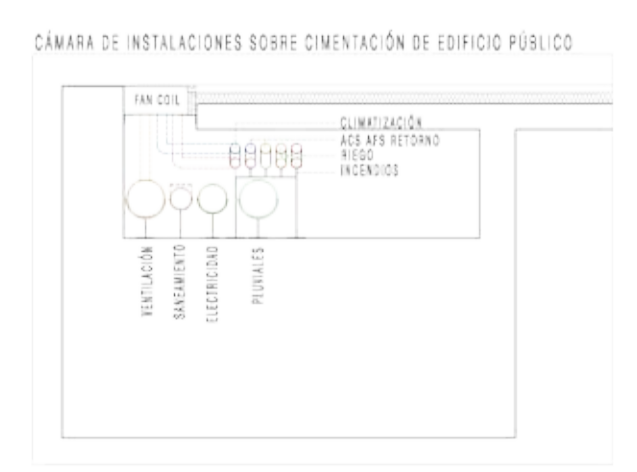 CÁMARA DE INSTALACIONES SOBRE CIMENTACIÓN DE EDIFICIO PÚBLICO
FAN COIL
CLIMATIZACIÓN
ACS AFS RETORNO
RIEGO
INCENDIOS
VENTILACIÓN
SANEAMIENTO
ELECTRICIDAD
PLUVIALES